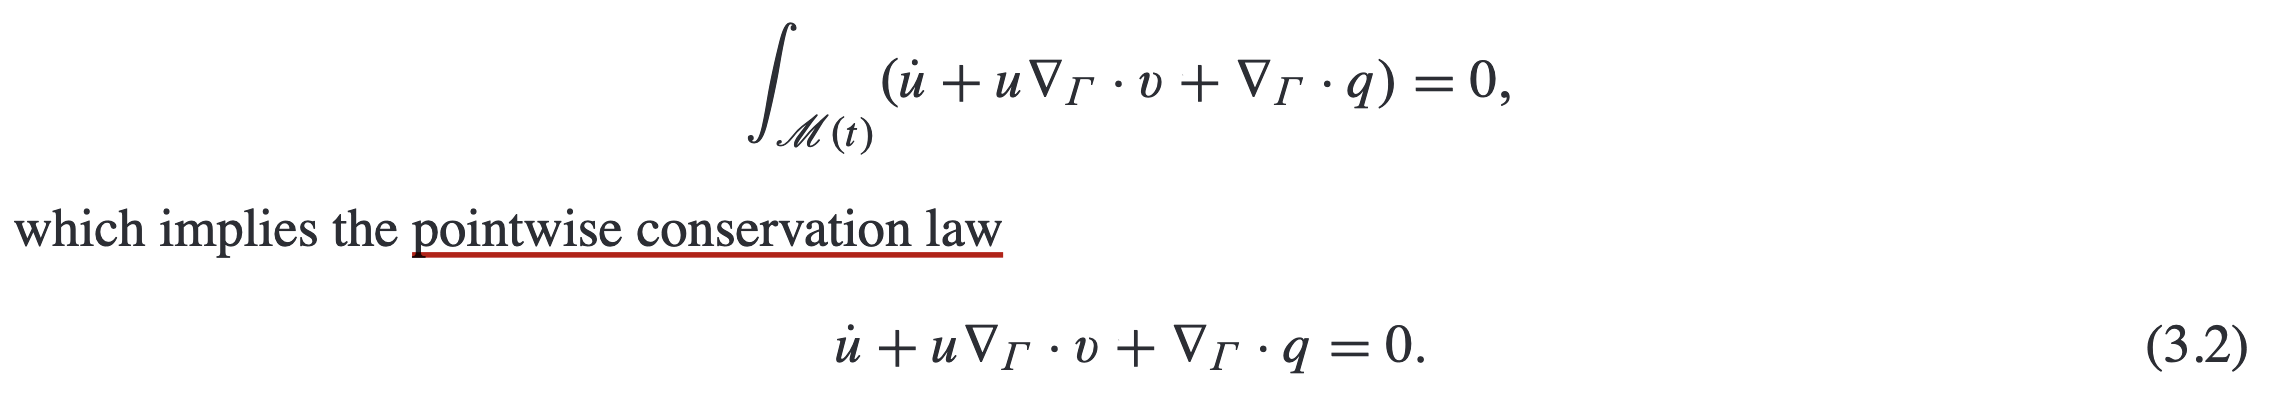 ∫_{ℳ(t)} (u̇ + u∇_Γ · v + ∇_Γ · q) = 0,
which implies the pointwise conservation law
u̇ + u∇_Γ · v + ∇_Γ · q = 0. (3.2)